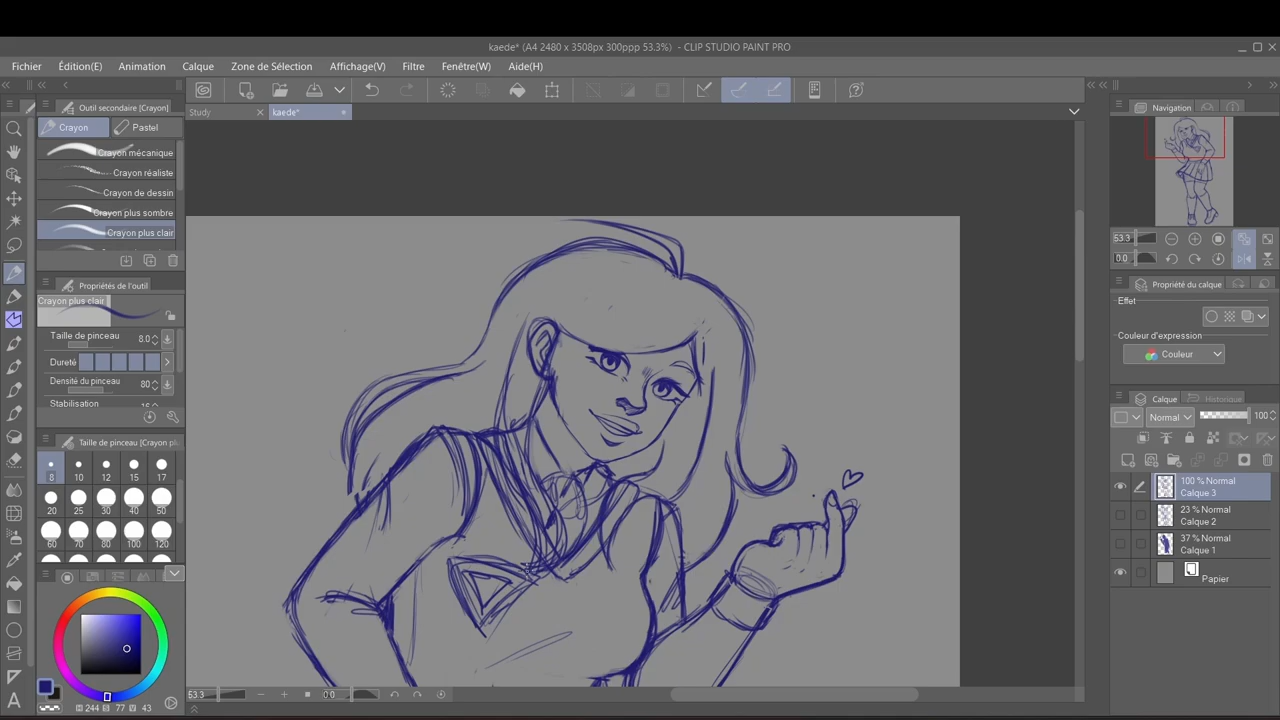 kaede* (A4 2480 x 3508px 300ppp 53.3%) - CLIP STUDIO PAINT PRO
Fichier Édition(E) Animation Calque Zone de Sélection Affichage(V) Filtre Fenêtre(W) Aide(H)
Outil secondaire [Crayon]
Study kaede*
Navigation
Crayon Pastel
Crayon mécanique
Crayon réaliste
Crayon de dessin
Crayon plus sombre
Crayon plus clair
53.3
0.0
Propriétés de l'outil
Propriété du calque
Crayon plus clair
Effet
Taille de pinceau 8.0
Couleur d'expression
Couleur
Dureté
Densité du pinceau 80
Stabilisation
Calque Historique
Normal 100
Taille de pinceau [Crayon pl
8 10 12 15 17
20 25 30 40 50
60 70 80 100 120
100 % Normal
Calque 3
23 % Normal
Calque 2
37 % Normal
Calque 1
Papier
53.3 0.0
H 244 S 77 V 43